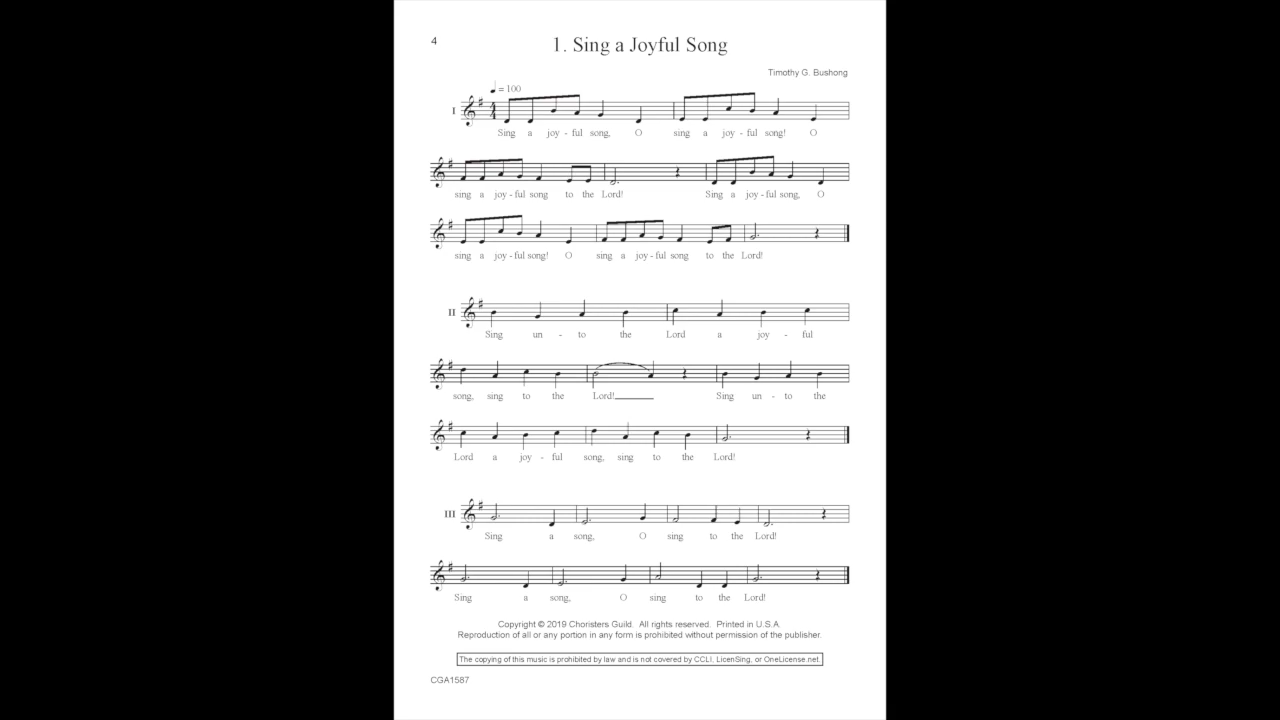 4
1. Sing a Joyful Song
Timothy G. Bushong
♩ = 100
I
4
4
Sing a joy - ful song, O sing a joy - ful song! O
sing a joy - ful song to the Lord! Sing a joy - ful song, O
sing a joy - ful song! O sing a joy - ful song to the Lord!
II
Sing un - to the Lord a joy - ful
song, sing to the Lord! Sing un - to the
Lord a joy - ful song, sing to the Lord!
III
Sing a song, O sing to the Lord!
Sing a song, O sing to the Lord!
Copyright © 2019 Choristers Guild. All rights reserved. Printed in U.S.A.
Reproduction of all or any portion in any form is prohibited without permission of the publisher.
The copying of this music is prohibited by law and is not covered by CCLI, LicenSing, or OneLicense.net.
CGA1587